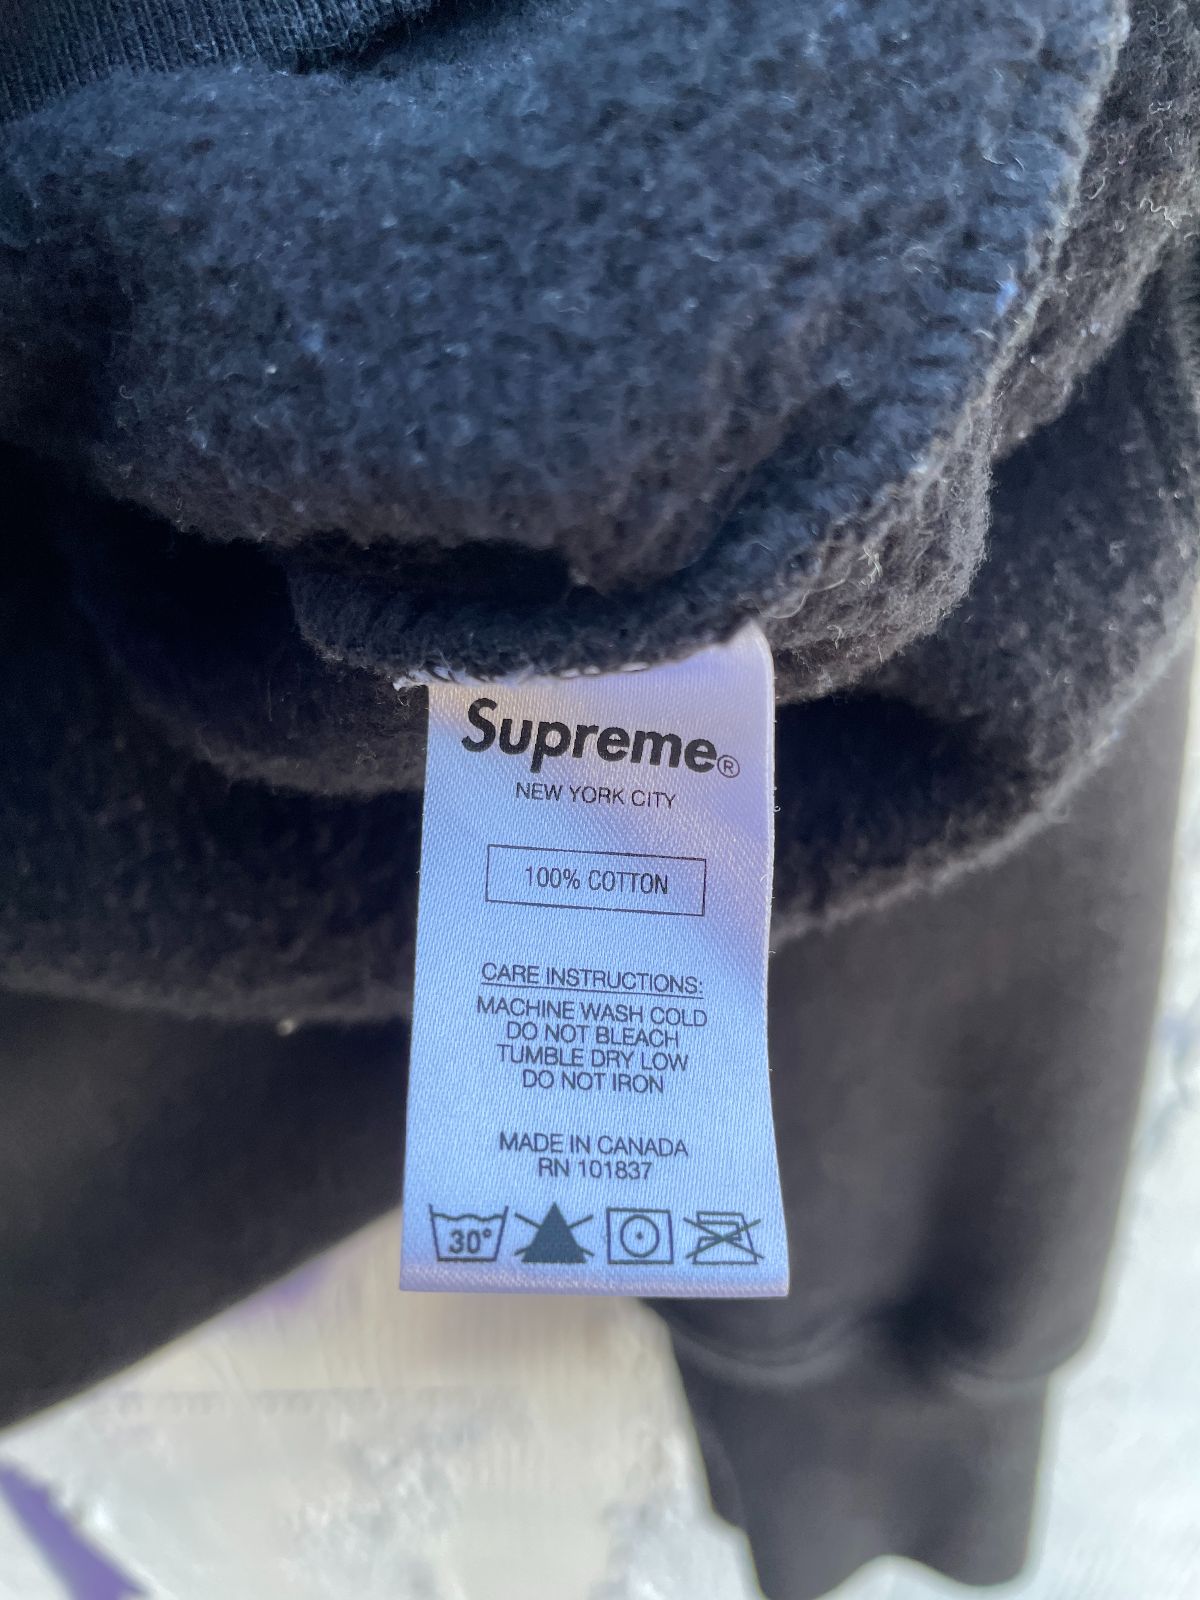 Supreme®
NEW YORK CITY
100% COTTON
CARE INSTRUCTIONS:
MACHINE WASH COLD
DO NOT BLEACH
TUMBLE DRY LOW
DO NOT IRON
MADE IN CANADA
RN 101837
30°